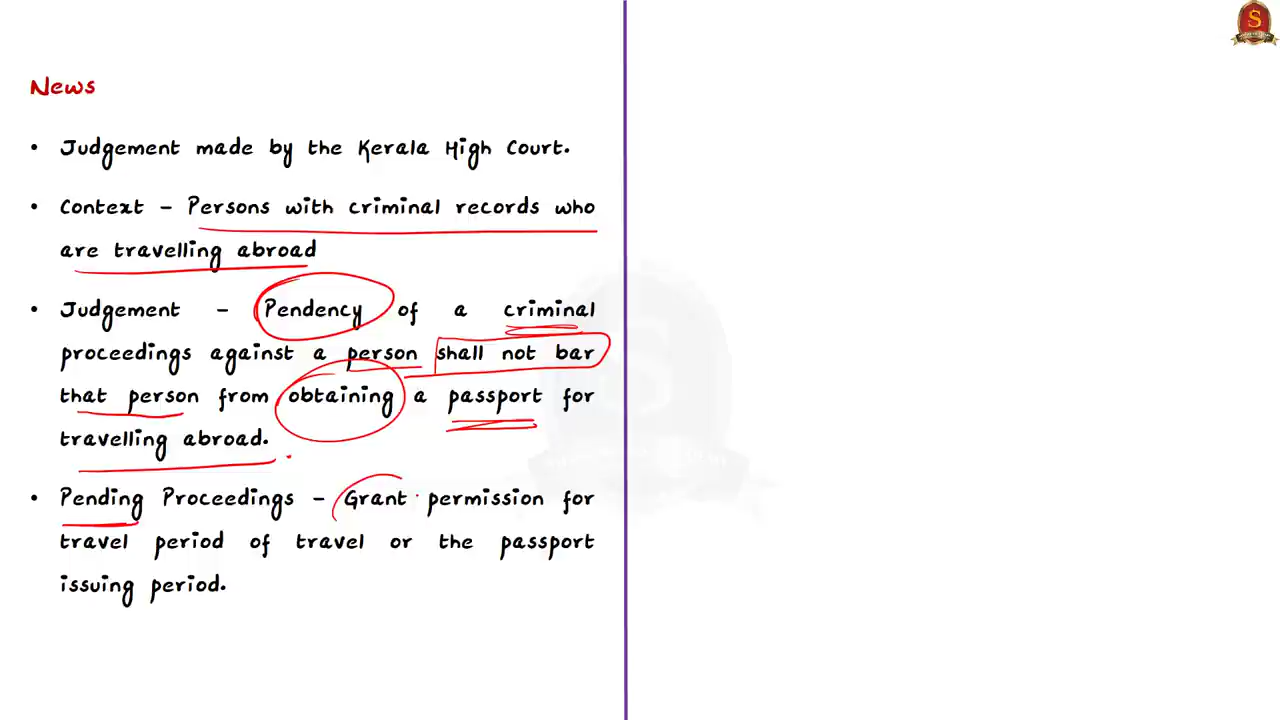 News
• Judgement made by the Kerala High Court.
• Context - Persons with criminal records who
are travelling abroad
• Judgement - Pendency of a criminal
proceedings against a person shall not bar
that person from obtaining a passport for
travelling abroad.
• Pending Proceedings - Grant permission for
travel period of travel or the passport
issuing period.